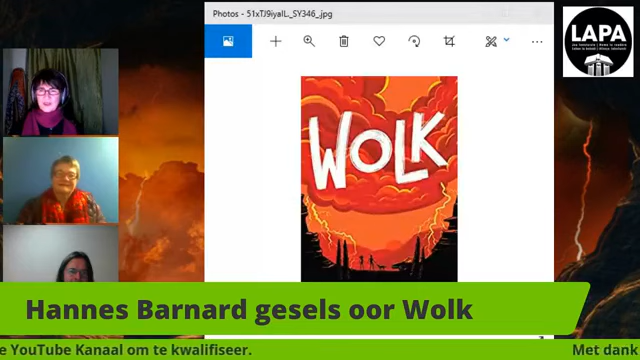 Photos - 51xTJ9iyalL._SY346_.jpg
LAPA
WOLK
Hannes Barnard gesels oor Wolk
e YouTube Kanaal om te kwalifiseer.
Met dank